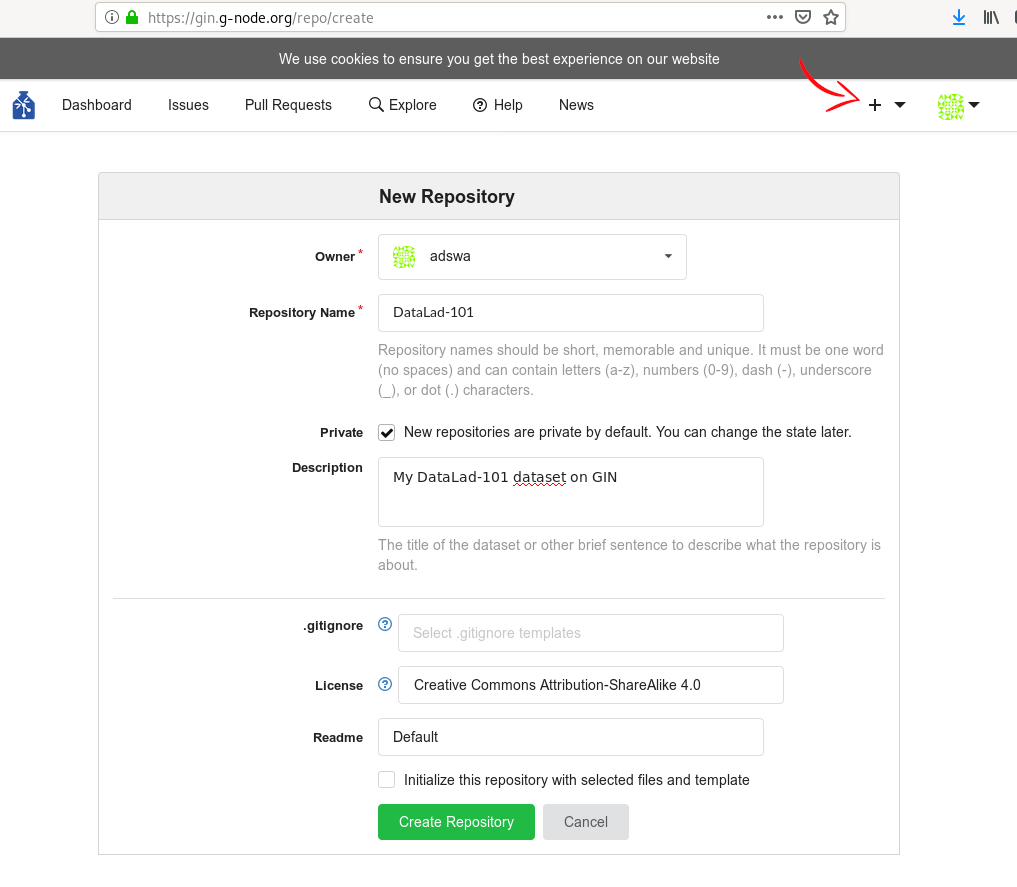 https://gin.g-node.org/repo/create
We use cookies to ensure you get the best experience on our website
Dashboard Issues Pull Requests Explore Help News
New Repository
Owner * adswa
Repository Name * DataLad-101
Repository names should be short, memorable and unique. It must be one word
(no spaces) and can contain letters (a-z), numbers (0-9), dash (-), underscore
(_), or dot (.) characters.
Private New repositories are private by default. You can change the state later.
Description My DataLad-101 dataset on GIN
The title of the dataset or other brief sentence to describe what the repository is
about.
.gitignore Select .gitignore templates
License Creative Commons Attribution-ShareAlike 4.0
Readme Default
Initialize this repository with selected files and template
Create Repository Cancel